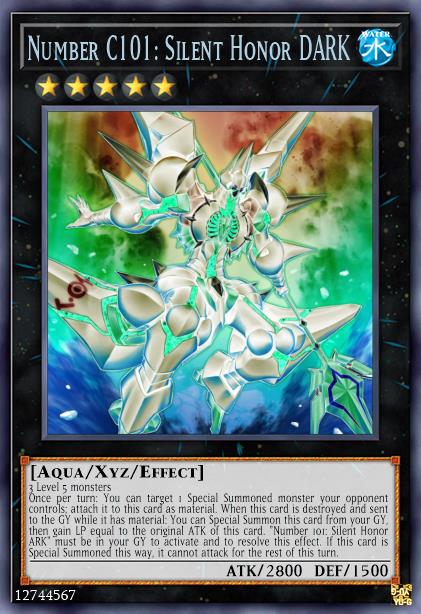 Number C101: Silent Honor DARK
WATER
水
[Aqua/Xyz/Effect]
3 Level 5 monsters
Once per turn: You can target 1 Special Summoned monster your opponent
controls; attach it to this card as material. When this card is destroyed and sent
to the GY while it has material: You can Special Summon this card from your GY,
then gain LP equal to the original ATK of this card. "Number 101: Silent Honor
ARK" must be in your GY to activate and to resolve this effect. If this card is
Special Summoned this way, it cannot attack for the rest of this turn.
ATK/2800 DEF/1500
12744567